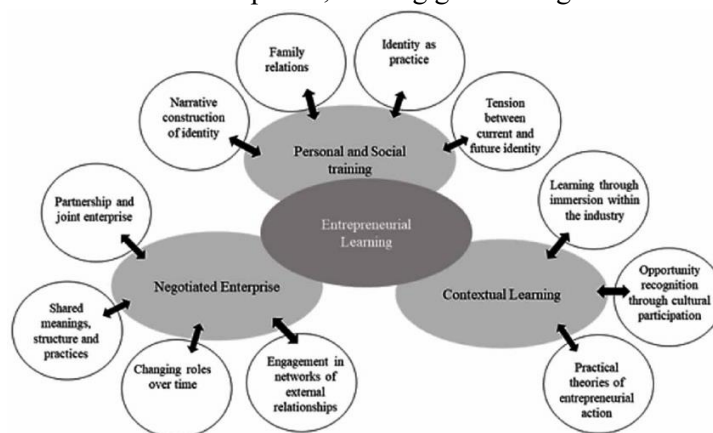 Family
relations
Identity as
practice
Narrative
construction
of identity
Tension
between
current and
future identity
Personal and Social
training
Entrepreneurial
Learning
Partnership and
joint enterprise
Learning through
immersion within
the industry
Negotiated Enterprise
Contextual Learning
Opportunity
recognition
through cultural
participation
Shared
meanings,
structure and
practices
Changing roles
over time
Engagement in
networks of
external
relationships
Practical
theories of
entrepreneurial
action